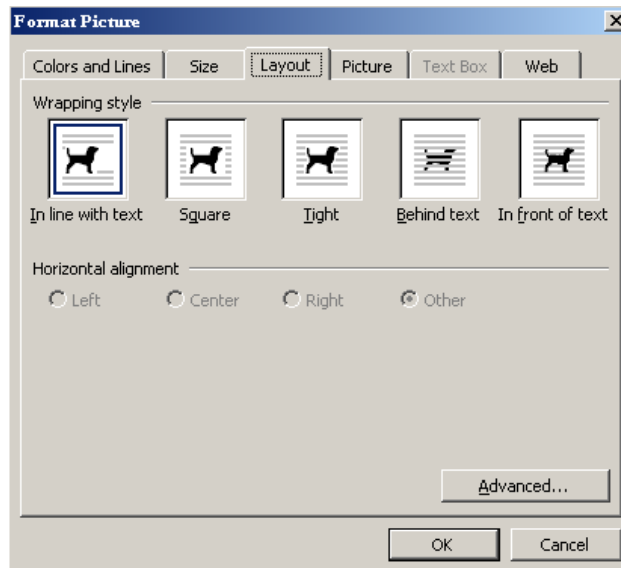 Format Picture
Colors and Lines Size Layout Picture Text Box Web
Wrapping style
In line with text Square Tight Behind text In front of text
Horizontal alignment
Left Center Right Other
Advanced...
OK Cancel